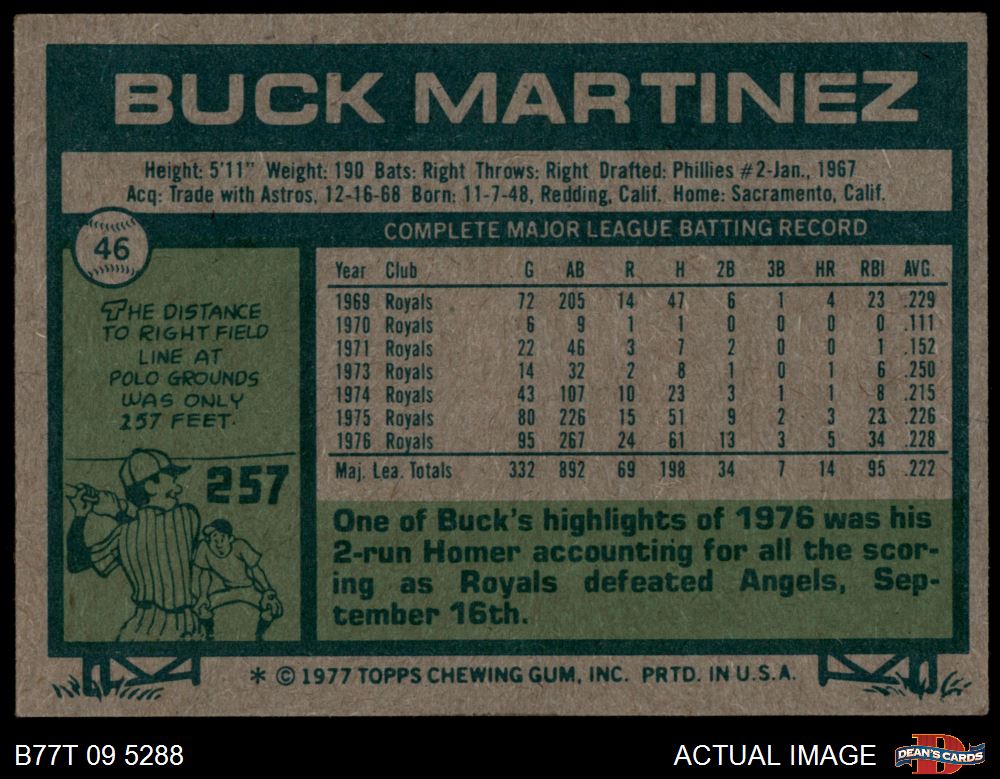 BUCK MARTINEZ
Height: 5'11" Weight: 190 Bats: Right Throws: Right Drafted: Phillies #2-Jan., 1967
Acq: Trade with Astros, 12-16-68 Born: 11-7-48, Redding, Calif. Home: Sacramento, Calif.
46
THE DISTANCE
TO RIGHT FIELD
LINE AT
POLO GROUNDS
WAS ONLY
257 FEET.
257
COMPLETE MAJOR LEAGUE BATTING RECORD
Year Club G AB R H 2B 3B HR RBI AVG.
1969 Royals 72 205 14 47 6 1 4 23 .229
1970 Royals 6 9 1 1 0 0 0 0 .111
1971 Royals 22 46 3 7 2 0 0 1 .152
1973 Royals 14 32 2 8 1 0 1 6 .250
1974 Royals 43 107 10 23 3 1 1 8 .215
1975 Royals 80 226 15 51 9 2 3 23 .226
1976 Royals 95 267 24 61 13 3 5 34 .228
Maj. Lea. Totals 332 892 69 198 34 7 14 95 .222
One of Buck's highlights of 1976 was his
2-run Homer accounting for all the scor-
ing as Royals defeated Angels, Sep-
tember 16th.
* © 1977 TOPPS CHEWING GUM, INC. PRTD. IN U.S.A.
B77T 09 5288
ACTUAL IMAGE
DEAN'S CARDS